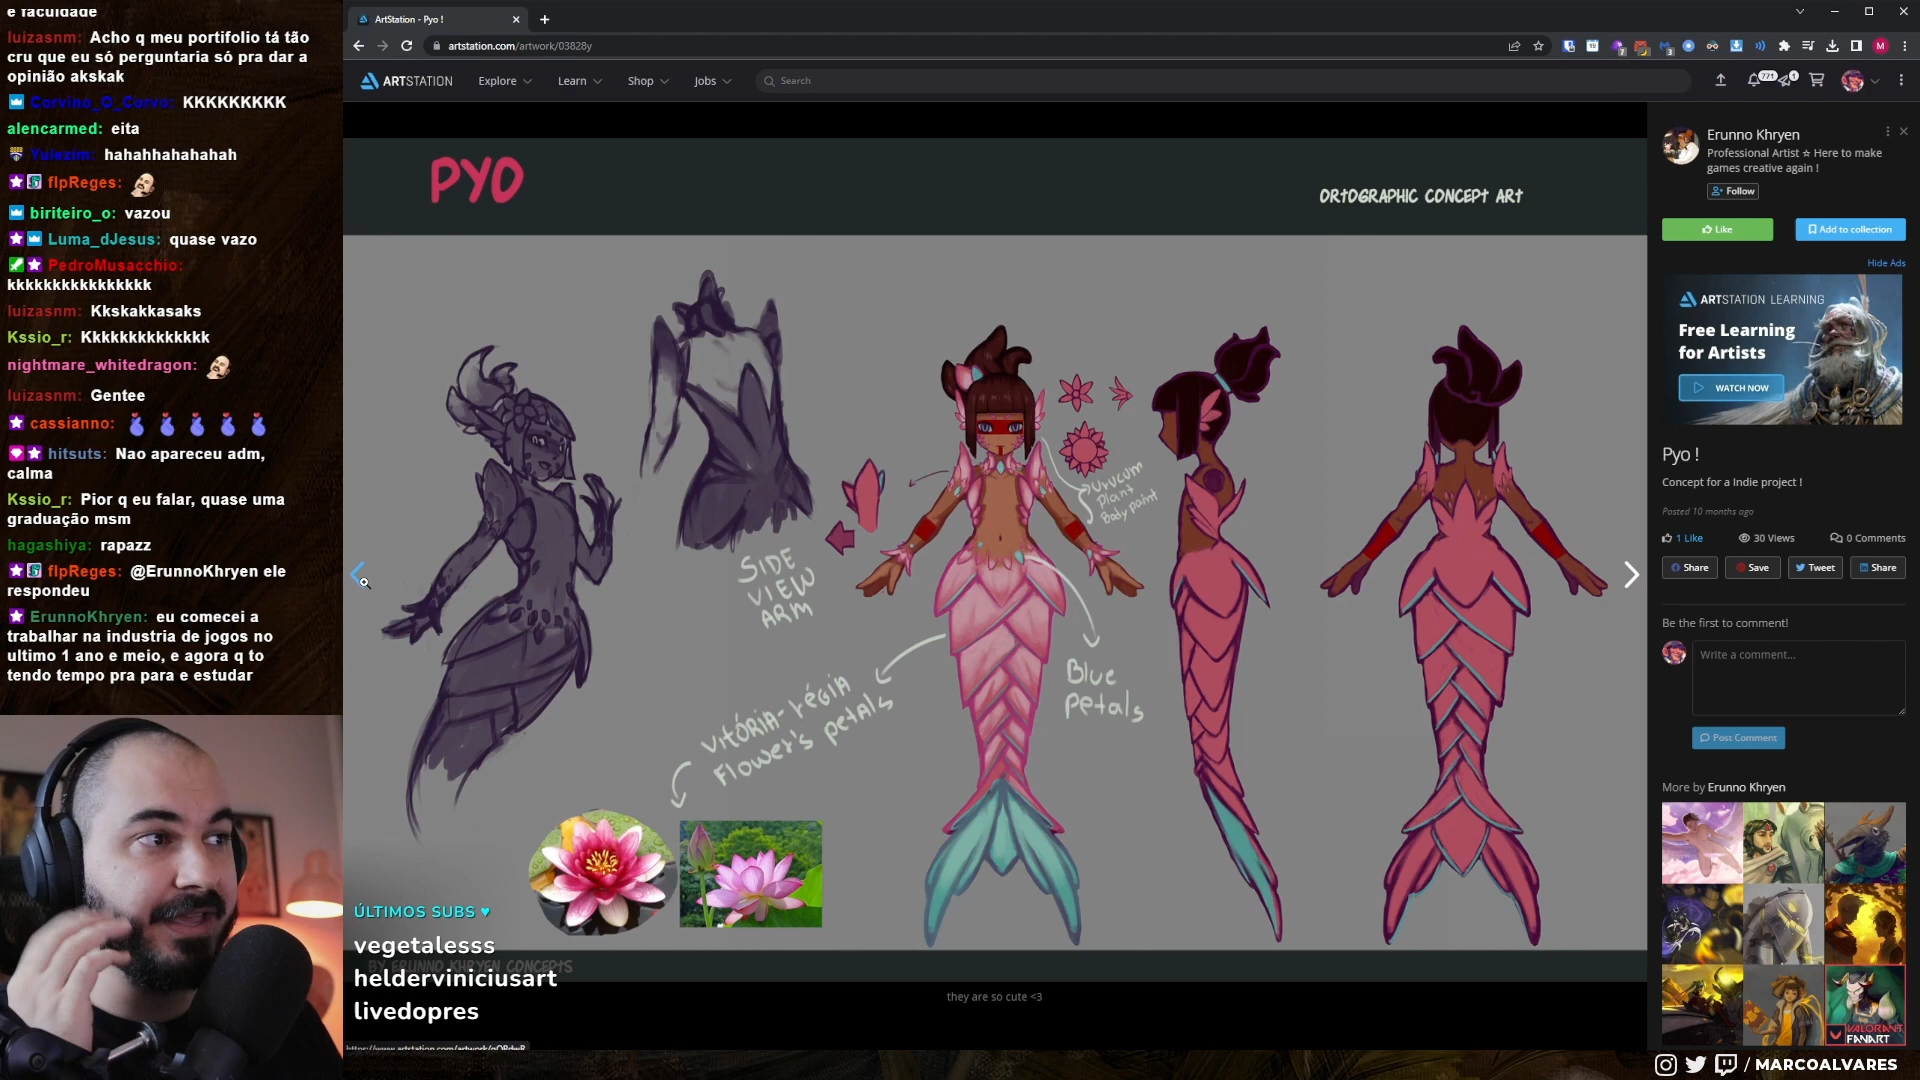 e faculdade
luizasnm: Acho q meu portifolio tá tão
cru que eu só perguntaria só pra dar a
opinião akskak
Corvino_O_Corvo: KKKKKKKKK
alencarmed: eita
Yulezim: hahahhahahahah
flpReges:
biriteiro_o: vazou
Luma_dJesus: quase vazo
PedroMusacchio:
kkkkkkkkkkkkkkk
luizasnm: Kkskakkasaks
Kssio_r: Kkkkkkkkkkkkkk
nightmare_whitedragon:
luizasnm: Gentee
cassianno:
hitsuts: Nao apareceu adm,
calma
Kssio_r: Pior q eu falar, quase uma
graduação msm
hagashiya: rapazz
flpReges: @ErunnoKhryen ele
respondeu
ErunnoKhryen: eu comecei a
trabalhar na industria de jogos no
ultimo 1 ano e meio, e agora q to
tendo tempo pra para e estudar
ArtStation - Pyo !
artstation.com/artwork/03828y
ARTSTATION
Explore
Learn
Shop
Jobs
Search
771
1
PYO
ORTOGRAPHIC CONCEPT ART
SIDE
VIEW
ARM
Urucum
Plant
Body paint
Vitória-régia
Flower's petals
Blue
Petals
BY ERUNNO KHRYEN CONCEPTS
they are so cute <3
ÚLTIMOS SUBS ♥
vegetalesss
helderviniciusart
livedopres
Erunno Khryen
Professional Artist ☆ Here to make
games creative again !
Follow
Like
Add to collection
Hide Ads
ARTSTATION LEARNING
Free Learning
for Artists
WATCH NOW
Pyo !
Concept for a Indie project !
Posted 10 months ago
1 Like
30 Views
0 Comments
Share
Save
Tweet
Share
Be the first to comment!
Write a comment...
Post Comment
More by Erunno Khryen
VALORANT
FANART
/ MARCOALVARES